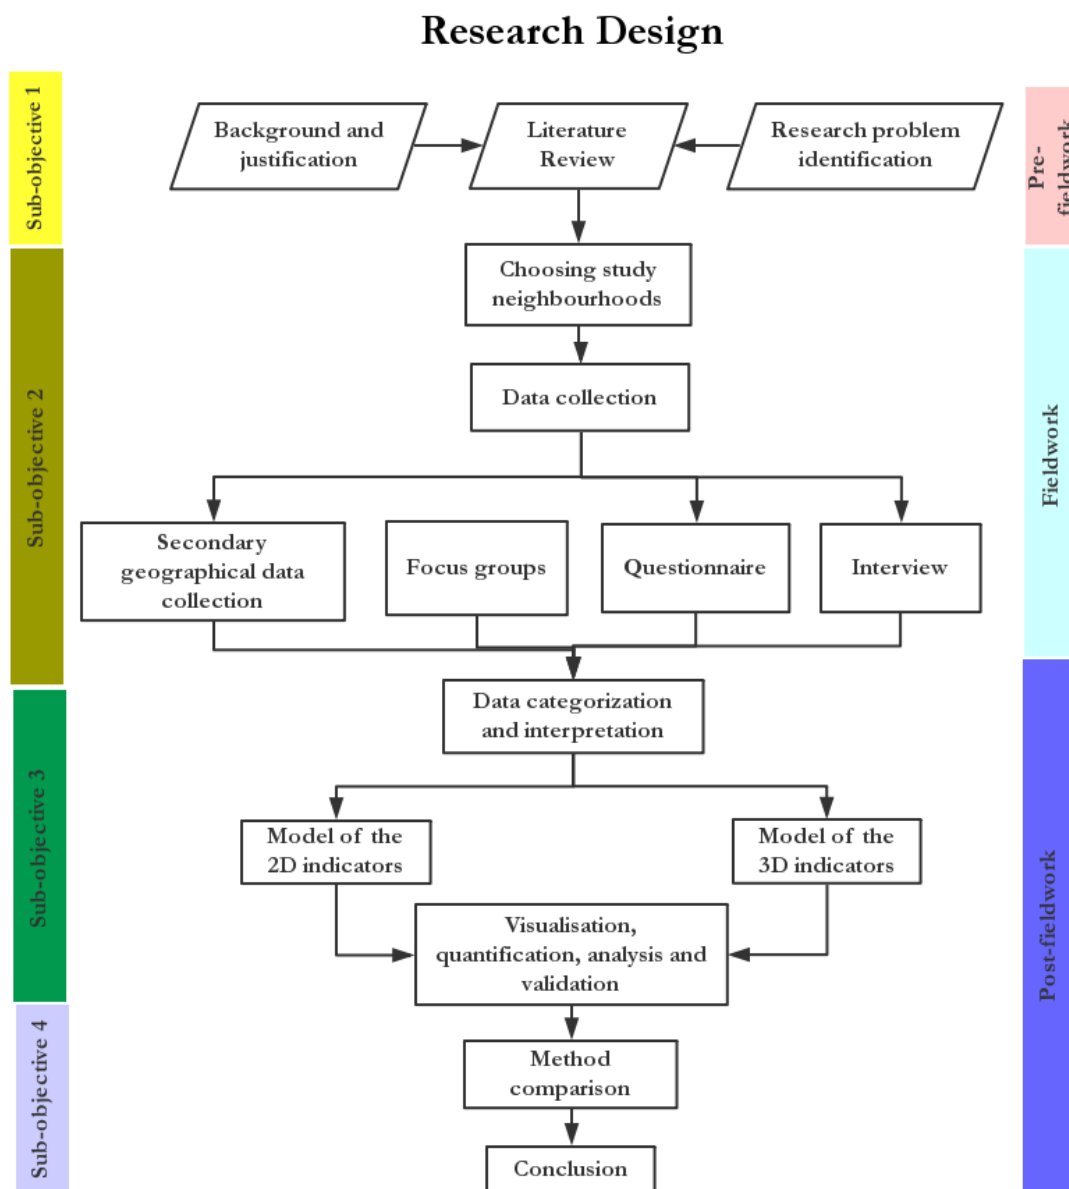 Research Design
Sub-objective 1
Background and
justification
Literature
Review
Research problem
identification
Pre-
fieldwork
Choosing study
neighbourhoods
Sub-objective 2
Data collection
Fieldwork
Secondary
geographical data
collection
Focus groups
Questionnaire
Interview
Data categorization
and interpretation
Sub-objective 3
Model of the
2D indicators
Model of the
3D indicators
Visualisation,
quantification, analysis and
validation
Post-fieldwork
Sub-objective 4
Method
comparison
Conclusion